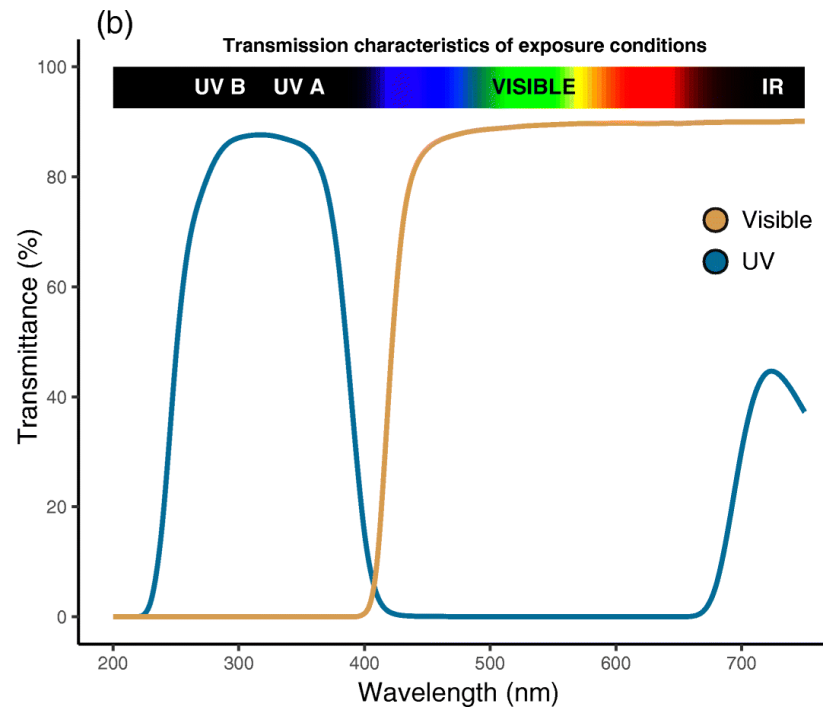 (b)
Transmission characteristics of exposure conditions
100
UV B UV A VISIBLE IR
80
60
40
20
0
Transmittance (%)
Visible
UV
200 300 400 500 600 700
Wavelength (nm)